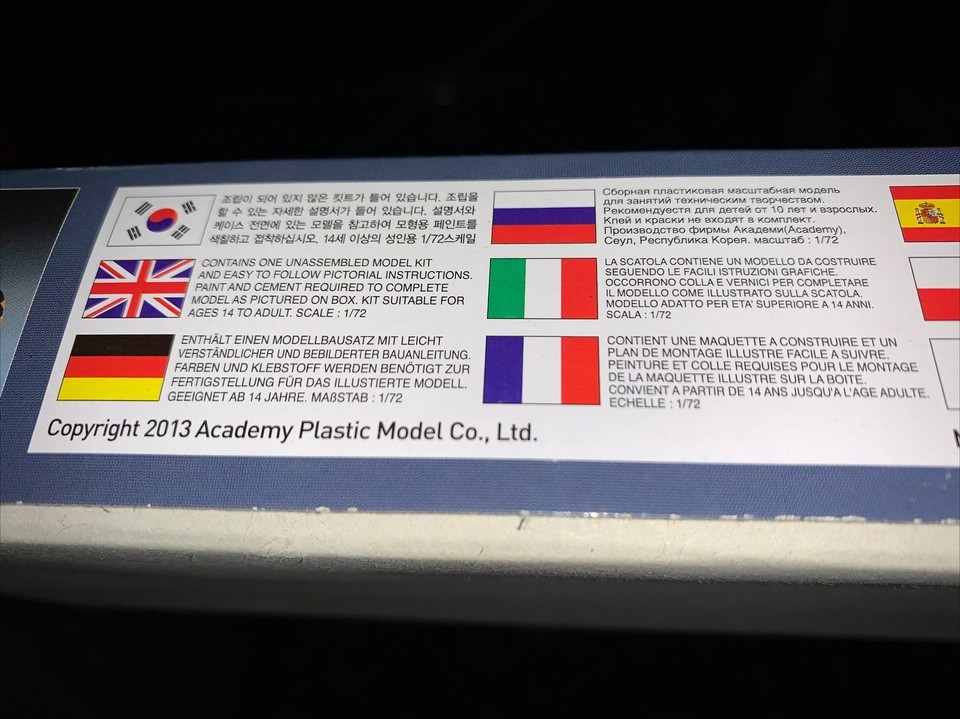 조립이 되어 있지 않은 킷트가 들어 있습니다. 조립을
할 수 있는 자세한 설명서가 들어 있습니다. 설명서와
케이스 전면에 있는 모델을 참고하여 모형용 페인트를
색칠하고 접착하십시오. 14세 이상의 성인용 1/72스케일
CONTAINS ONE UNASSEMBLED MODEL KIT
AND EASY TO FOLLOW PICTORIAL INSTRUCTIONS.
PAINT AND CEMENT REQUIRED TO COMPLETE
MODEL AS PICTURED ON BOX. KIT SUITABLE FOR
AGES 14 TO ADULT. SCALE : 1/72
ENTHÄLT EINEN MODELLBAUSATZ MIT LEICHT
VERSTÄNDLICHER UND BEBILDERTER BAUANLEITUNG.
FARBEN UND KLEBSTOFF WERDEN BENÖTIGT ZUR
FERTIGSTELLUNG FÜR DAS ILLUSTIERTE MODELL.
GEEIGNET AB 14 JAHRE. MAßSTAB : 1/72
Сборная пластиковая масштабная модель
для занятий техническим творчеством.
Рекомендуестя для детей от 10 лет и взрослых.
Клей и краски не входят в комплект.
Производство фирмы Академи(Academy),
Сеул, Республика Корея. масштаб : 1/72
LA SCATOLA CONTIENE UN MODELLO DA COSTRUIRE
SEGUENDO LE FACILI ISTRUZIONI GRAFICHE.
OCCORRONO COLLA E VERNICI PER COMPLETARE
IL MODELLO COME ILLUSTRATO SULLA SCATOLA.
MODELLO ADATTO PER ETA' SUPERIORE A 14 ANNI.
SCALA : 1/72
CONTIENT UNE MAQUETTE A CONSTRUIRE ET UN
PLAN DE MONTAGE ILLUSTRE FACILE A SUIVRE.
PEINTURE ET COLLE REQUISES POUR LE MONTAGE
DE LA MAQUETTE ILLUSTRE SUR LA BOITE.
CONVIENT A PARTIR DE 14 ANS JUSQU'A L'AGE ADULTE.
ECHELLE : 1/72
Copyright 2013 Academy Plastic Model Co., Ltd.